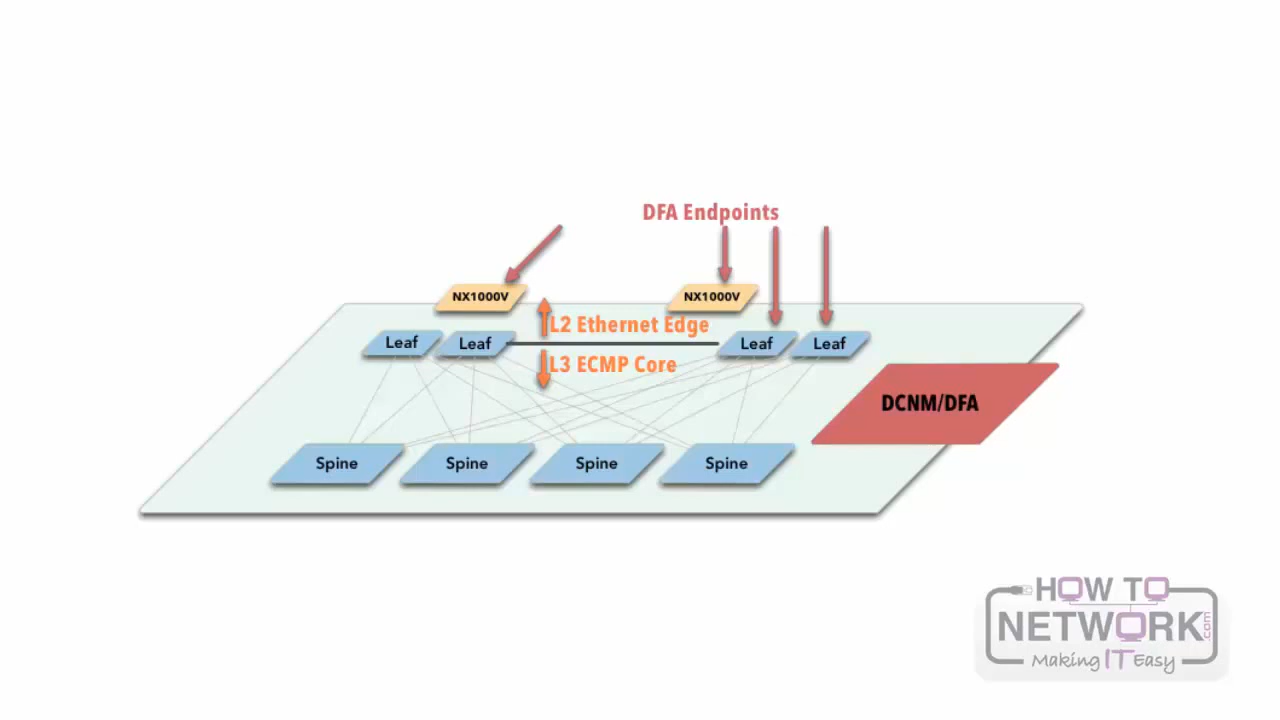 DFA Endpoints
NX1000V
NX1000V
L2 Ethernet Edge
Leaf
Leaf
Leaf
Leaf
L3 ECMP Core
DCNM/DFA
Spine
Spine
Spine
Spine
HOW TO
NETWORK.com
Making IT Easy